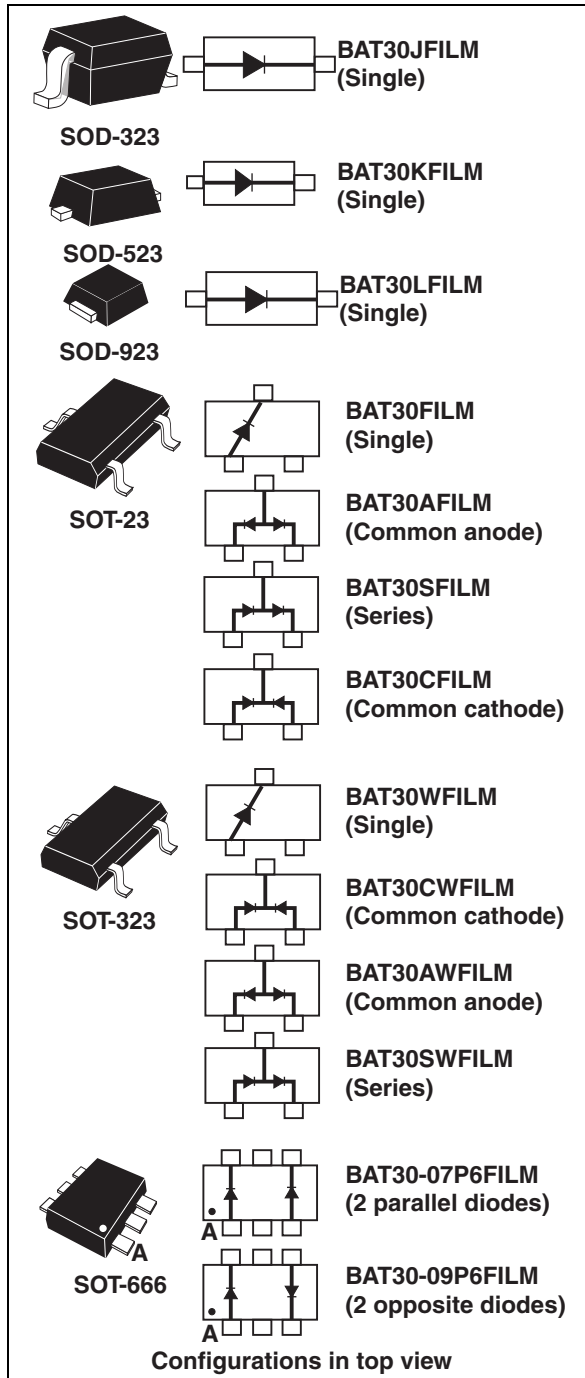 BAT30JFILM
(Single)
SOD-323
BAT30KFILM
(Single)
SOD-523
BAT30LFILM
(Single)
SOD-923
BAT30FILM
(Single)
SOT-23
BAT30AFILM
(Common anode)
BAT30SFILM
(Series)
BAT30CFILM
(Common cathode)
BAT30WFILM
(Single)
SOT-323
BAT30CWFILM
(Common cathode)
BAT30AWFILM
(Common anode)
BAT30SWFILM
(Series)
BAT30-07P6FILM
(2 parallel diodes)
A
A
SOT-666
BAT30-09P6FILM
(2 opposite diodes)
A
Configurations in top view